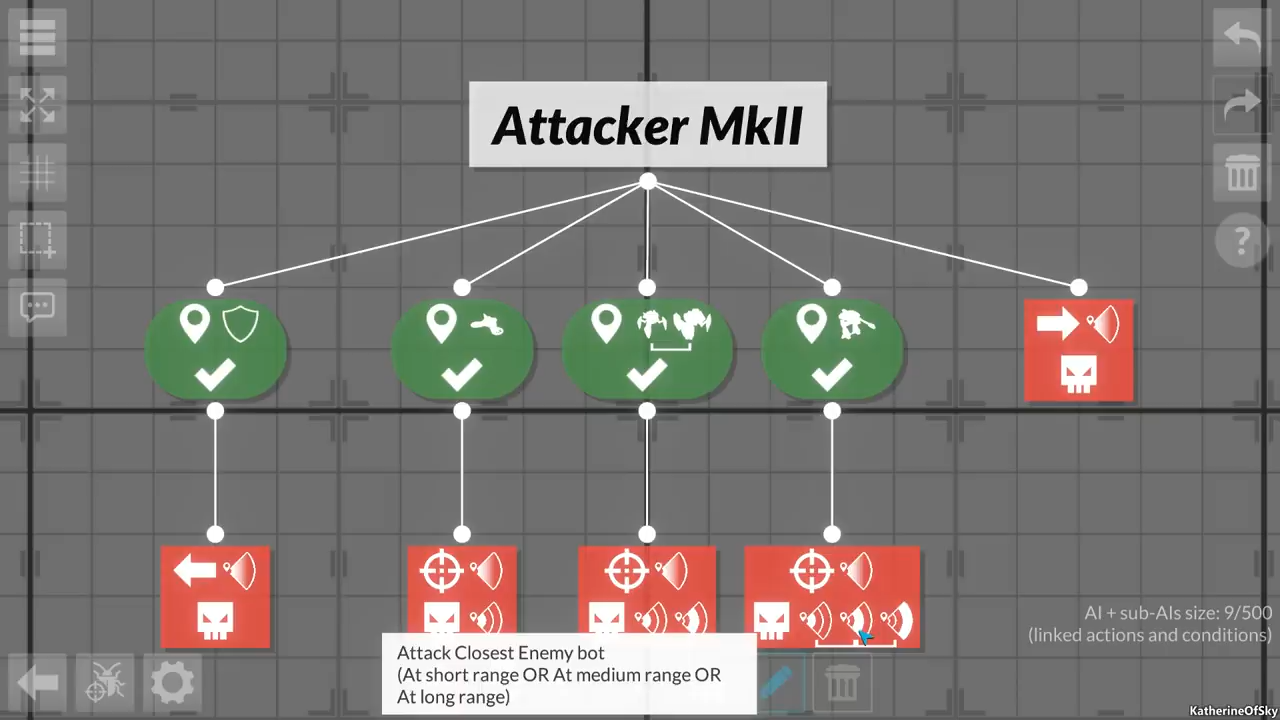 Attacker MkII
?
AI + sub-AIs size: 9/500
(linked actions and conditions)
Attack Closest Enemy bot
(At short range OR At medium range OR
At long range)
KatherineOfSky